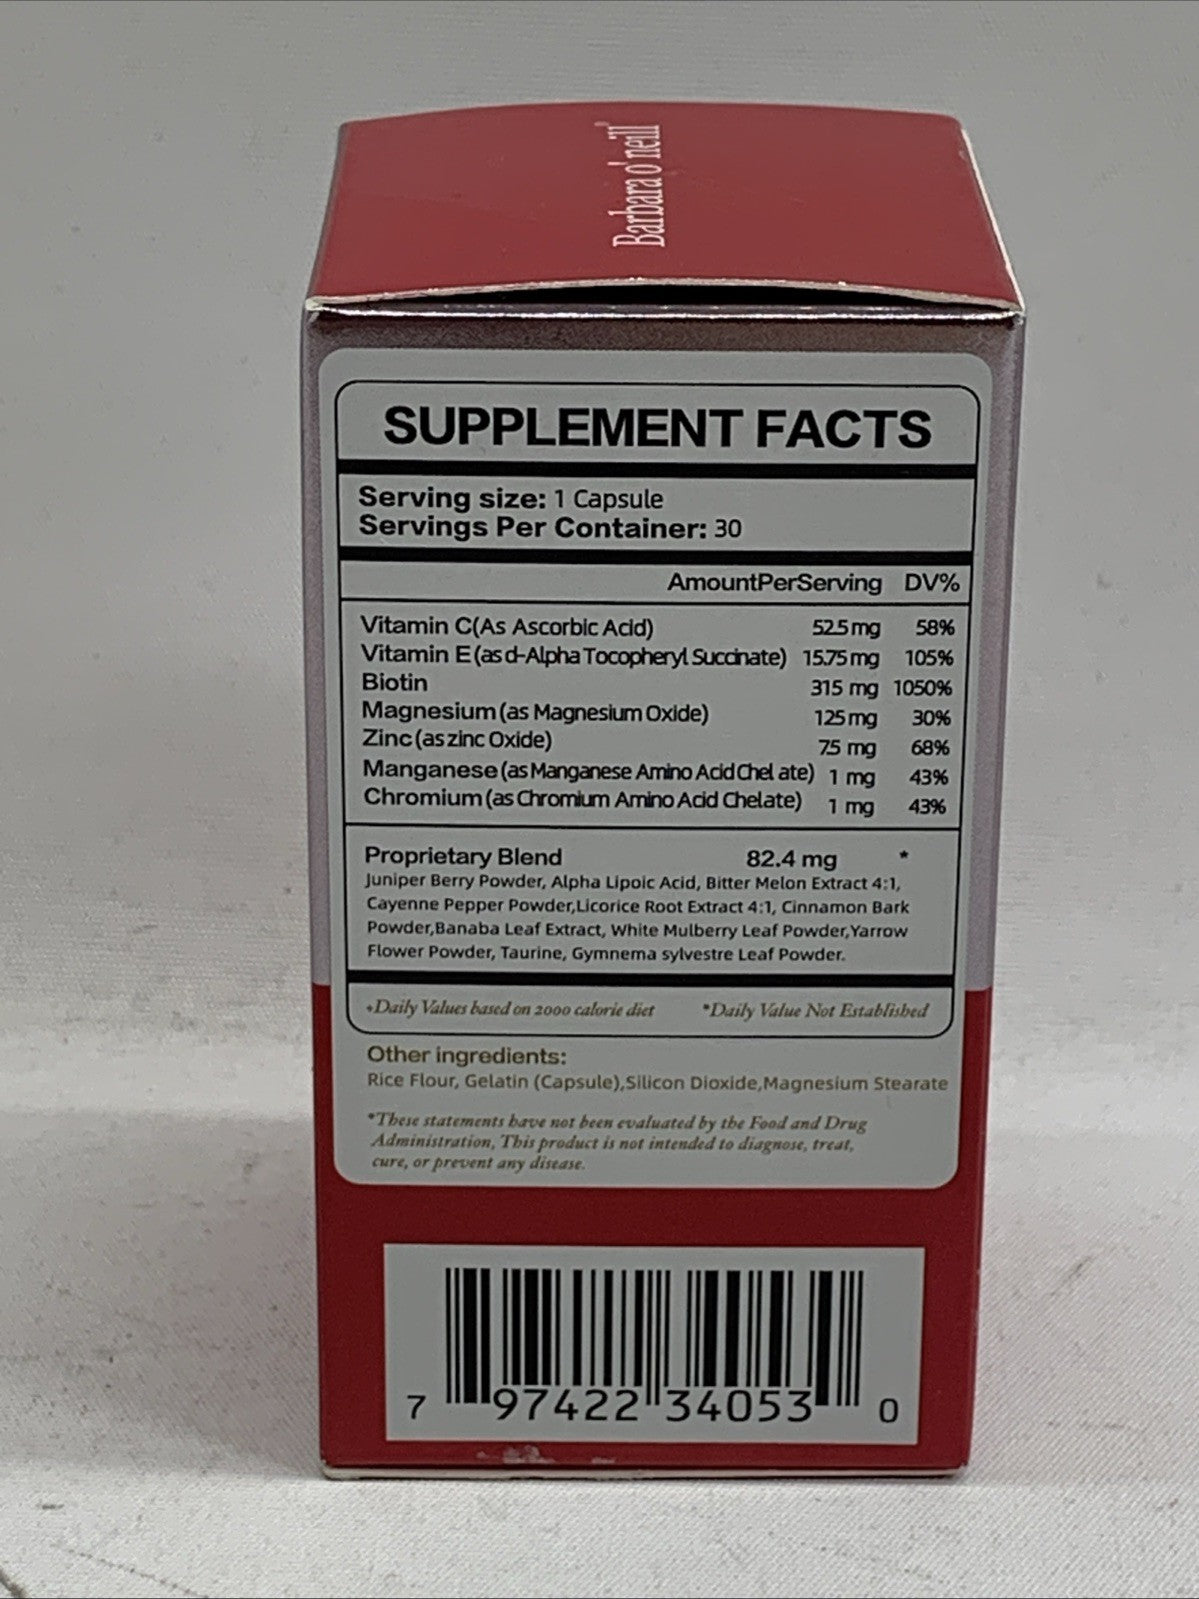 Barbara o' neill®
SUPPLEMENT FACTS
Serving size: 1 Capsule
Servings Per Container: 30
AmountPerServing DV%
Vitamin C(As Ascorbic Acid) 52.5 mg 58%
Vitamin E (as d-Alpha Tocopheryl Succinate) 15.75 mg 105%
Biotin 315 mg 1050%
Magnesium (as Magnesium Oxide) 125 mg 30%
Zinc (as zinc Oxide) 7.5 mg 68%
Manganese (as Manganese Amino Acid Chel ate) 1 mg 43%
Chromium (as Chromium Amino Acid Chelate) 1 mg 43%
Proprietary Blend 82.4 mg *
Juniper Berry Powder, Alpha Lipoic Acid, Bitter Melon Extract 4:1,
Cayenne Pepper Powder,Licorice Root Extract 4:1, Cinnamon Bark
Powder,Banaba Leaf Extract, White Mulberry Leaf Powder,Yarrow
Flower Powder, Taurine, Gymnema sylvestre Leaf Powder.
+Daily Values based on 2000 calorie diet *Daily Value Not Established
Other ingredients:
Rice Flour, Gelatin (Capsule),Silicon Dioxide,Magnesium Stearate
*These statements have not been evaluated by the Food and Drug
Administration, This product is not intended to diagnose, treat,
cure, or prevent any disease.
7 97422 34053 0